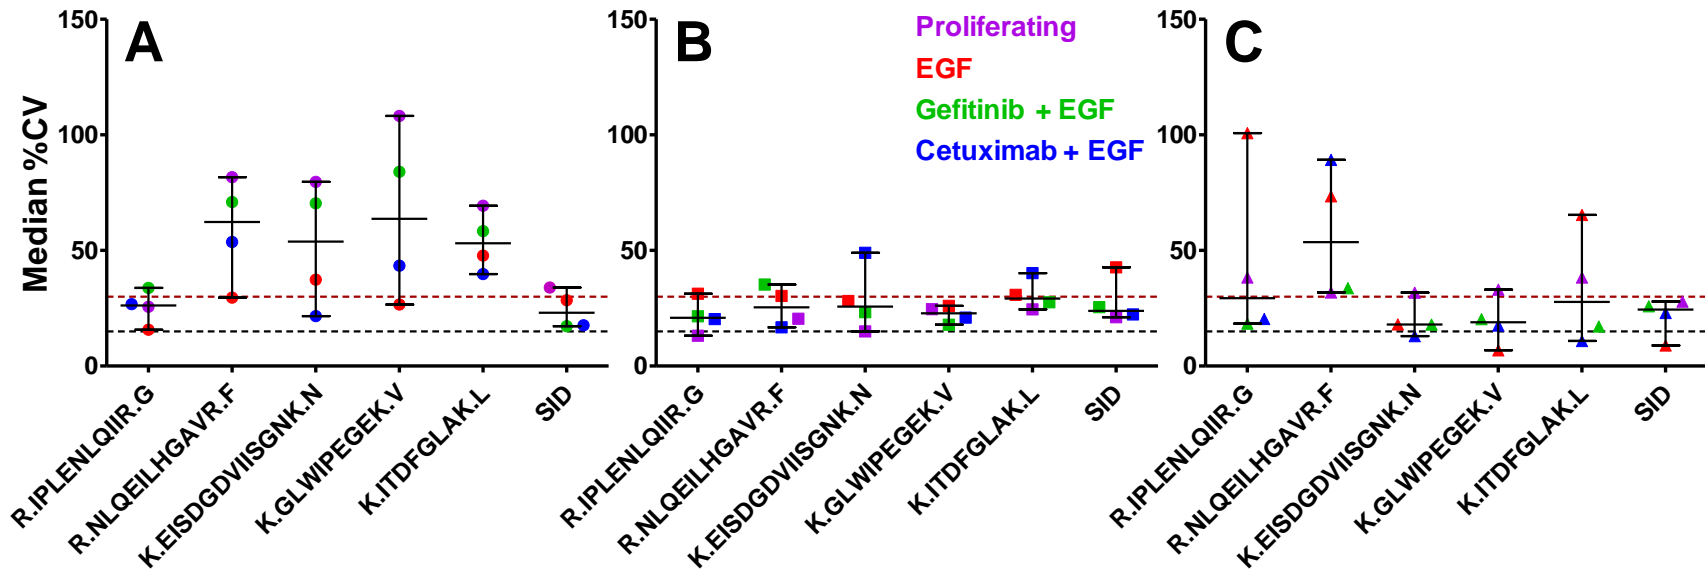 A
B
C
Proliferating
EGF
Gefitinib + EGF
Cetuximab + EGF
Median %CV
150
100
50
0
R.IPLENLQIIR.G
R.NLQEILHGAVR.F
K.EISDGDVIISGNK.N
K.GLWIPEGEK.V
K.ITDFGLAK.L
SID
150
100
50
0
R.IPLENLQIIR.G
R.NLQEILHGAVR.F
K.EISDGDVIISGNK.N
K.GLWIPEGEK.V
K.ITDFGLAK.L
SID
150
100
50
0
R.IPLENLQIIR.G
R.NLQEILHGAVR.F
K.EISDGDVIISGNK.N
K.GLWIPEGEK.V
K.ITDFGLAK.L
SID